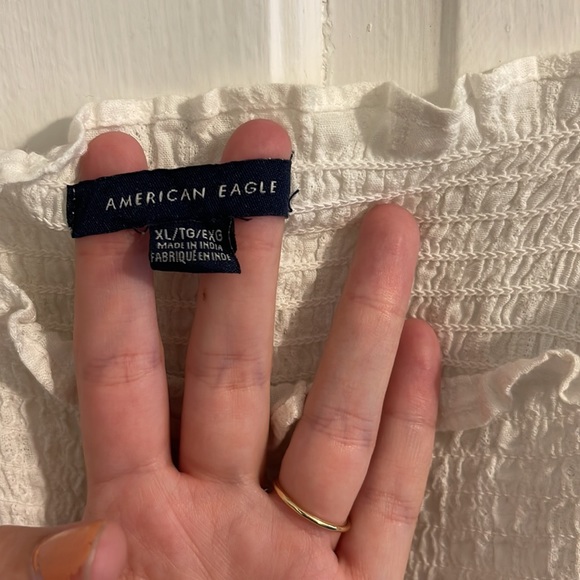 AMERICAN EAGLE
XL/TG/EXG
MADE IN INDIA
FABRIQUÉ EN INDE